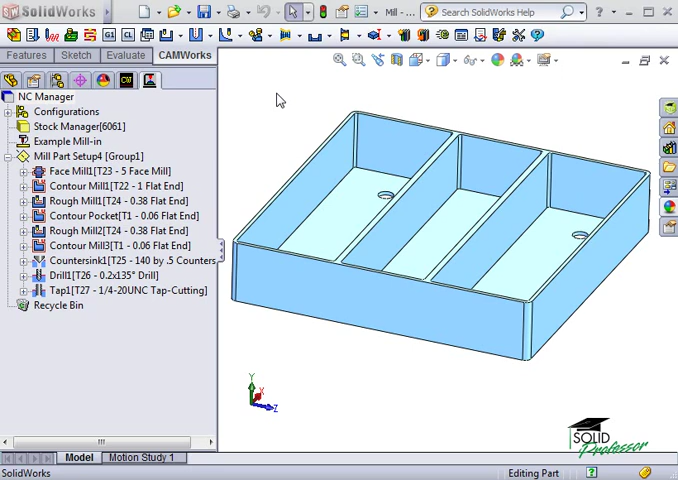 SolidWorks
Mill - ...
Search SolidWorks Help
Features
Sketch
Evaluate
CAMWorks
NC Manager
Configurations
Stock Manager[6061]
Example Mill-in
Mill Part Setup4 [Group1]
Face Mill1[T23 - 5 Face Mill]
Contour Mill1[T22 - 1 Flat End]
Rough Mill1[T24 - 0.38 Flat End]
Contour Pocket[T1 - 0.06 Flat End]
Rough Mill2[T24 - 0.38 Flat End]
Contour Mill3[T1 - 0.06 Flat End]
Countersink1[T25 - 140 by .5 Counters
Drill1[T26 - 0.2x135° Drill]
Tap1[T27 - 1/4-20UNC Tap-Cutting]
Recycle Bin
Y
X
Z
SOLID
Professor
Model
Motion Study 1
SolidWorks
Editing Part